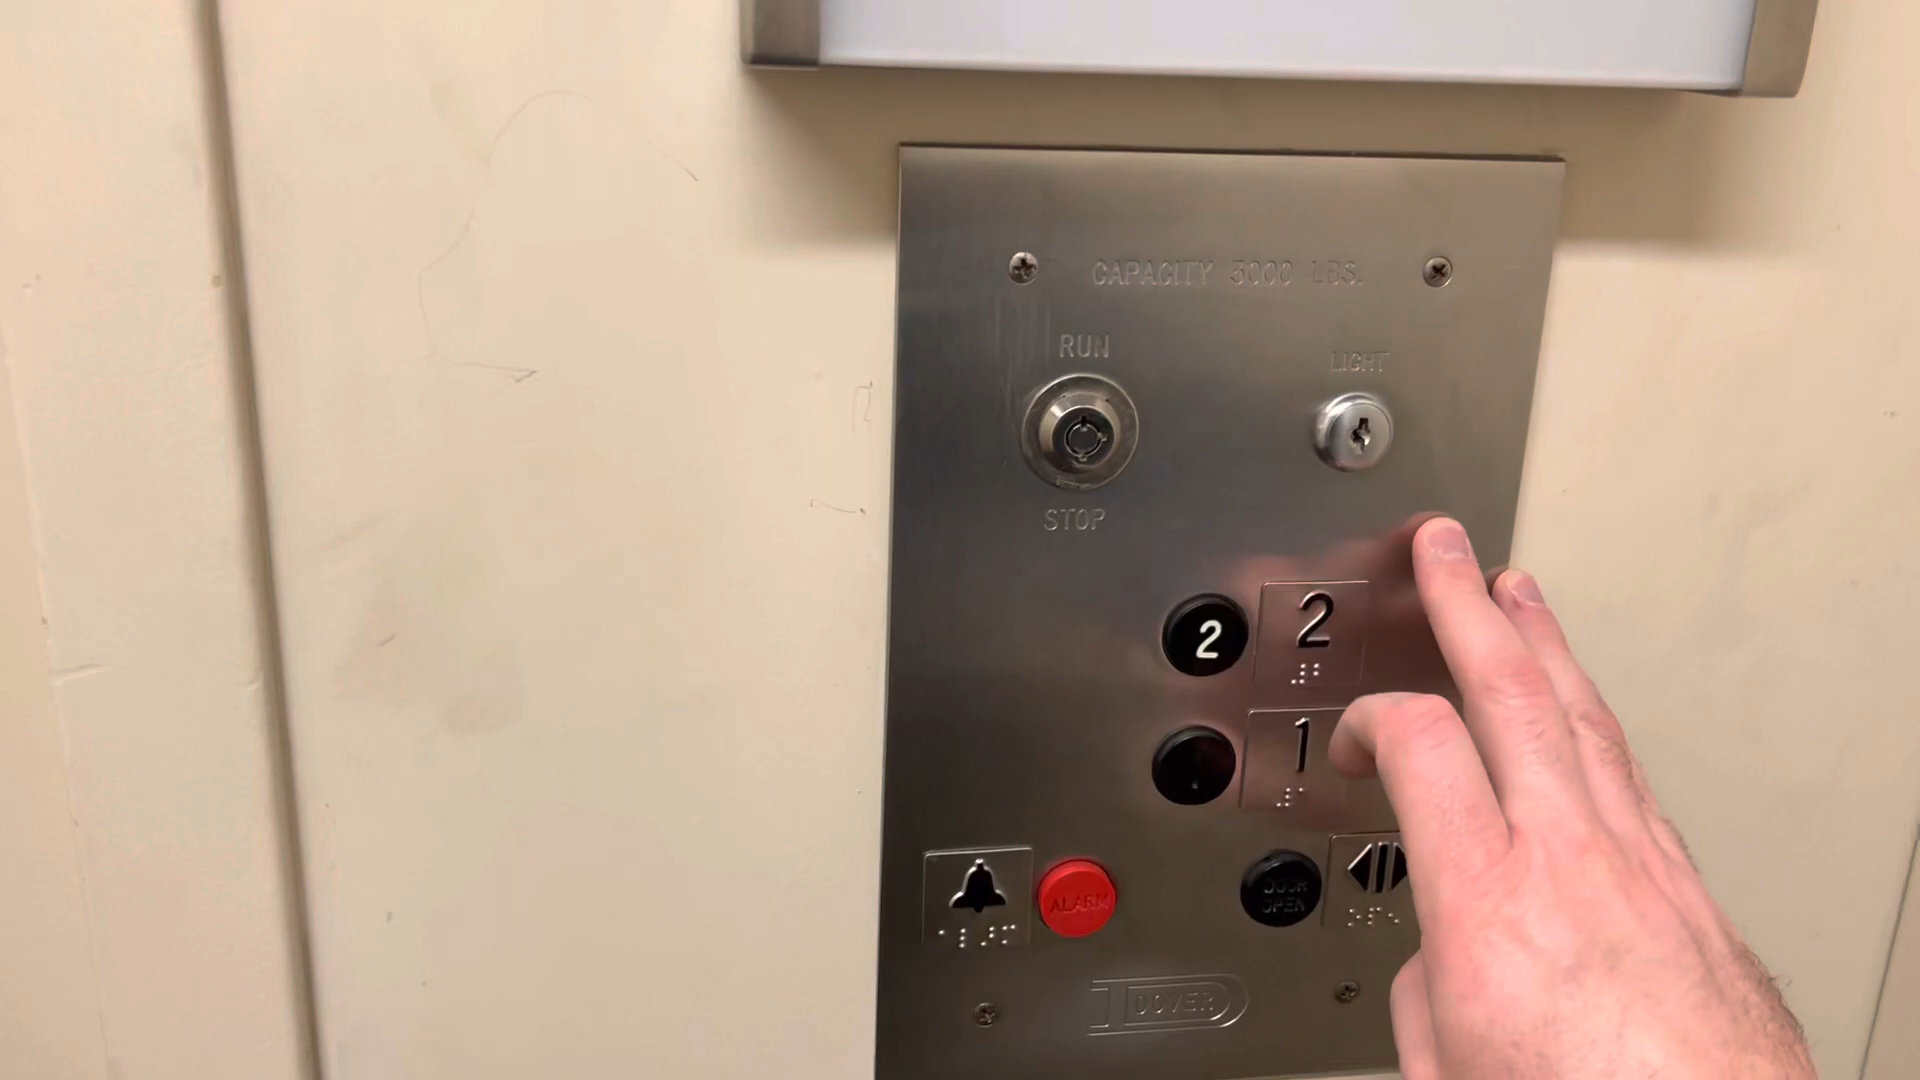 CAPACITY 3000 LBS.
RUN
LIGHT
STOP
2 2
1
ALARM
DOOR
OPEN
DOVER